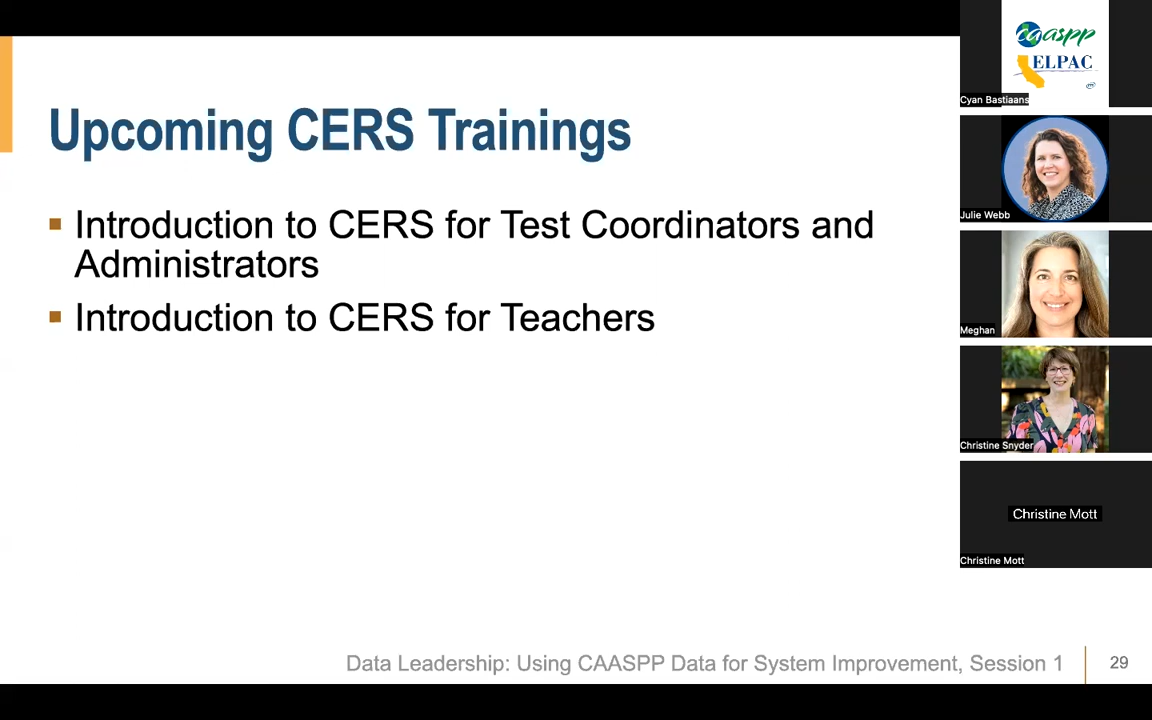 Upcoming CERS Trainings
▪ Introduction to CERS for Test Coordinators and
Administrators
▪ Introduction to CERS for Teachers
Data Leadership: Using CAASPP Data for System Improvement, Session 1
29
caaspp
ELPAC
Cyan Bastiaans
Julie Webb
Meghan
Christine Snyder
Christine Mott
Christine Mott